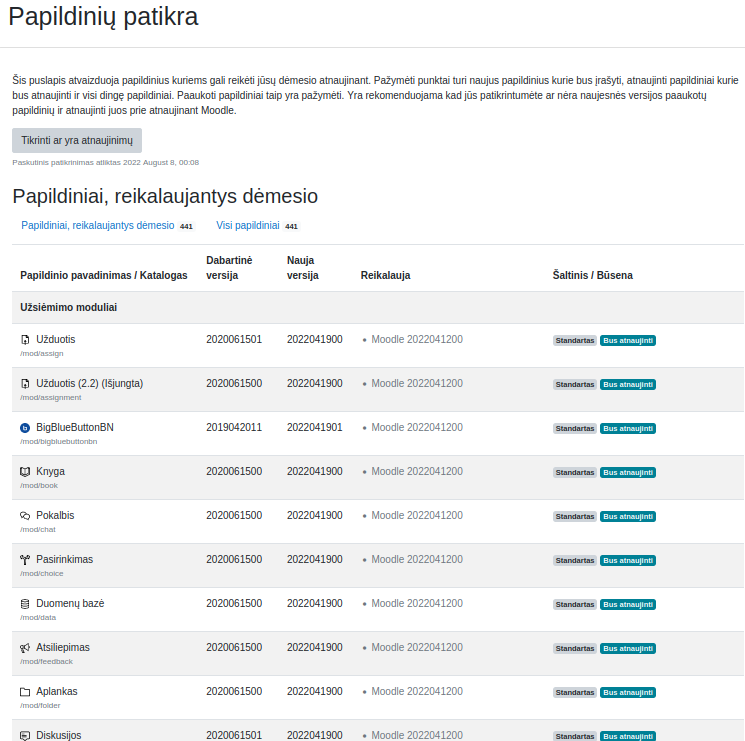 Papildinių patikra
Šis puslapis atvaizduoja papildinius kuriems gali reikėti jūsų dėmesio atnaujinant. Pažymėti punktai turi naujus papildinius kurie bus įrašyti, atnaujinti papildiniai kurie
bus atnaujinti ir visi dingę papildiniai. Paaukoti papildiniai taip yra pažymėti. Yra rekomenduojama kad jūs patikrintumėte ar nėra naujesnės versijos paaukotų
papildinių ir atnaujinti juos prie atnaujinant Moodle.
Tikrinti ar yra atnaujinimų
Paskutinis patikrinimas atliktas 2022 August 8, 00:08
Papildiniai, reikalaujantys dėmesio
Papildiniai, reikalaujantys dėmesio 441 Visi papildiniai 441
Papildinio pavadinimas / Katalogas Dabartinė versija Nauja versija Reikalauja Šaltinis / Būsena
Užsiėmimo moduliai
Užduotis 2020061501 2022041900 • Moodle 2022041200 Standartas Bus atnaujinti
/mod/assign
Užduotis (2.2) (Išjungta) 2020061500 2022041900 • Moodle 2022041200 Standartas Bus atnaujinti
/mod/assignment
b BigBlueButtonBN 2019042011 2022041901 • Moodle 2022041200 Standartas Bus atnaujinti
/mod/bigbluebuttonbn
Knyga 2020061500 2022041900 • Moodle 2022041200 Standartas Bus atnaujinti
/mod/book
Pokalbis 2020061500 2022041900 • Moodle 2022041200 Standartas Bus atnaujinti
/mod/chat
Pasirinkimas 2020061500 2022041900 • Moodle 2022041200 Standartas Bus atnaujinti
/mod/choice
Duomenų bazė 2020061500 2022041900 • Moodle 2022041200 Standartas Bus atnaujinti
/mod/data
Atsiliepimas 2020061500 2022041900 • Moodle 2022041200 Standartas Bus atnaujinti
/mod/feedback
Aplankas 2020061500 2022041900 • Moodle 2022041200 Standartas Bus atnaujinti
/mod/folder
Diskusijos 2020061501 2022041900 • Moodle 2022041200 Standartas Bus atnaujinti